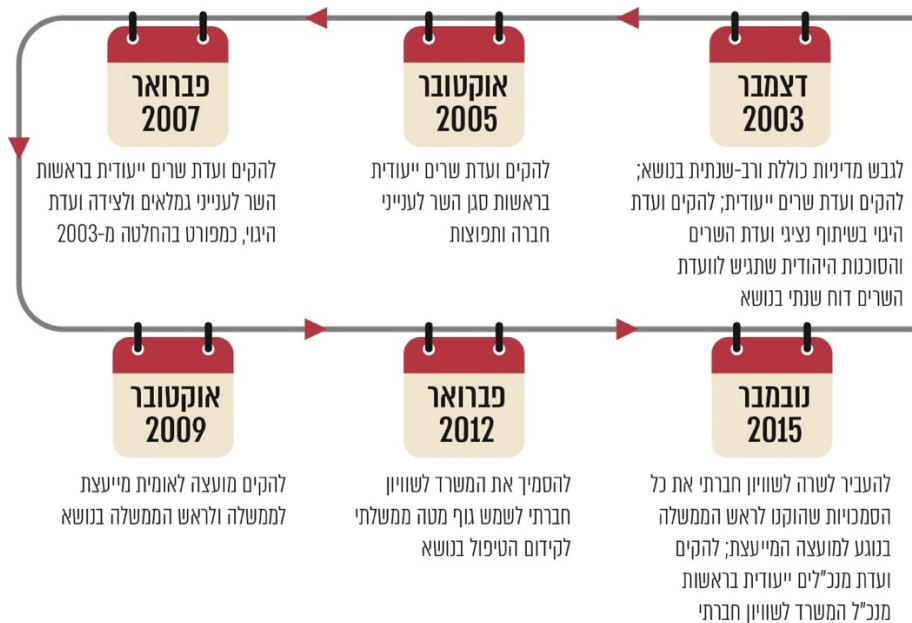 דצמבר
2003
לגבש מדיניות כוללת ורב-שנתית בנושא;
להקים ועדת שרים ייעודית; להקים ועדת
היגוי בשיתוף נציגי ועדת השרים
והסוכנות היהודית שתגיש לוועדת
השרים דוח שנתי בנושא
אוקטובר
2005
להקים ועדת שרים ייעודית
בראשות סגן השר לענייני
חברה ותפוצות
פברואר
2007
להקים ועדת שרים ייעודית בראשות
השר לענייני גמלאים ולצידה ועדת
היגוי, כמפורט בהחלטה מ-2003
אוקטובר
2009
להקים מועצה לאומית מייעצת
לממשלה ולראש הממשלה בנושא
פברואר
2012
להסמיך את המשרד לשוויון
חברתי לשמש גוף מטה ממשלתי
לקידום הטיפול בנושא
נובמבר
2015
להעביר לשרה לשוויון חברתי את כל
הסמכויות שהוקנו לראש הממשלה
בנוגע למועצה המייעצת; להקים
ועדת מנכ"לים ייעודית בראשות
מנכ"ל המשרד לשוויון חברתי